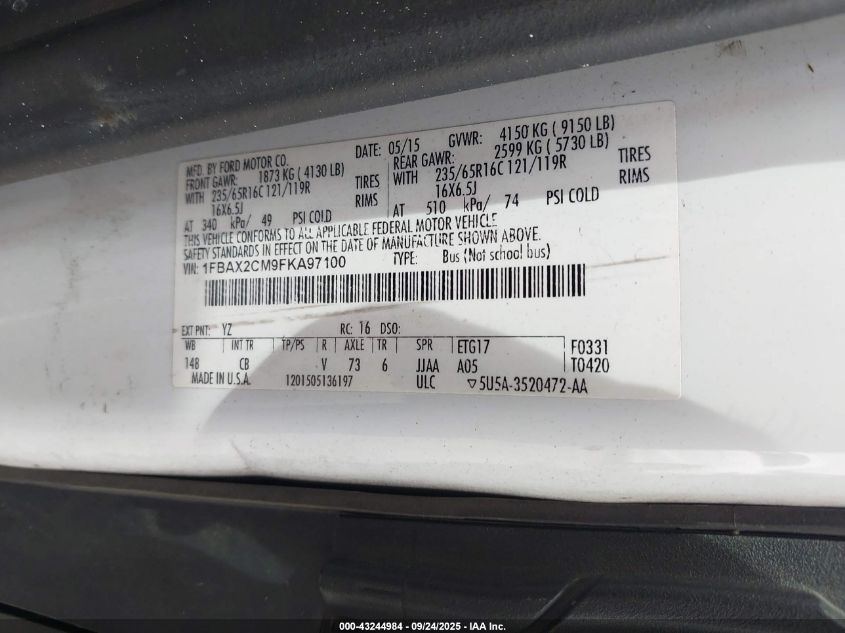 MFD. BY FORD MOTOR CO. DATE: 05/15 GVWR: 4150 KG ( 9150 LB)
FRONT GAWR: 1873 KG ( 4130 LB) REAR GAWR: 2599 KG ( 5730 LB)
WITH 235/65R16C 121/119R TIRES WITH 235/65R16C 121/119R TIRES
16X6.5J RIMS 16X6.5J RIMS
AT 340 kPa/ 49 PSI COLD AT 510 kPa/ 74 PSI COLD
THIS VEHICLE CONFORMS TO ALL APPLICABLE FEDERAL MOTOR VEHICLE
SAFETY STANDARDS IN EFFECT ON THE DATE OF MANUFACTURE SHOWN ABOVE.
VIN: 1FBAX2CM9FKA97100 TYPE: Bus (Not school bus)
EXT PNT: YZ RC: 16 DSO:
WB INT TR TP/PS R AXLE TR SPR ETG17 F0331
148 CB V 73 6 JJAA A05 T0420
MADE IN U.S.A. 1201505136197 ULC ▽5U5A-3520472-AA
000-43244984 - 09/24/2025 - IAA Inc.